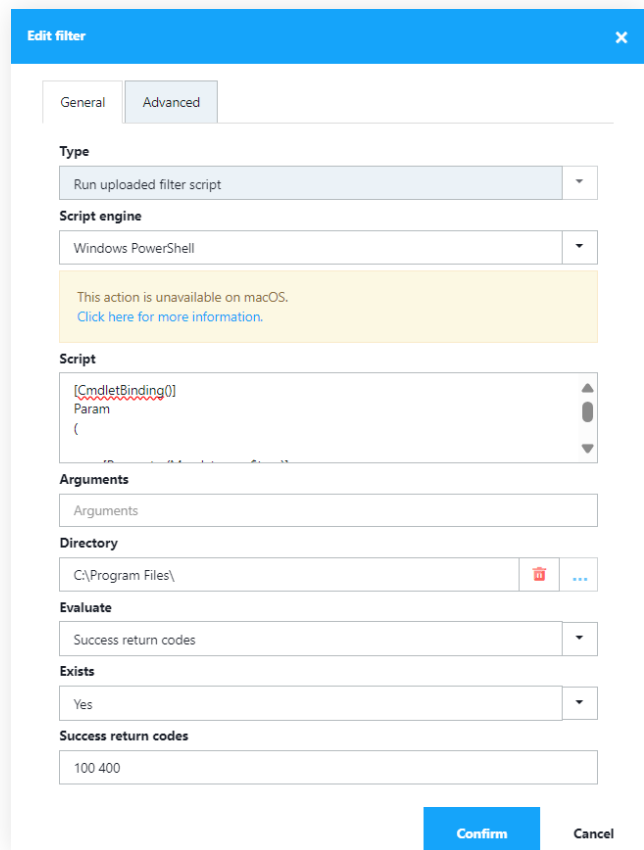 Edit filter
General
Advanced
Type
Run uploaded filter script
Script engine
Windows PowerShell
This action is unavailable on macOS.
Click here for more information.
Script
[CmdletBinding()]
Param
(
Arguments
Arguments
Directory
C:\Program Files\
...
Evaluate
Success return codes
Exists
Yes
Success return codes
100 400
Confirm
Cancel